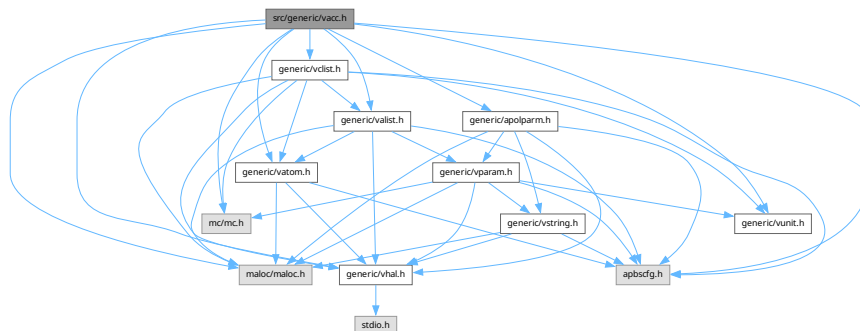 src/generic/vacc.h
generic/vclist.h
generic/valist.h
generic/apolparm.h
generic/vatom.h
generic/vparam.h
mc/mc.h
generic/vstring.h
generic/vunit.h
maloc/maloc.h
generic/vhal.h
apbscfg.h
stdio.h